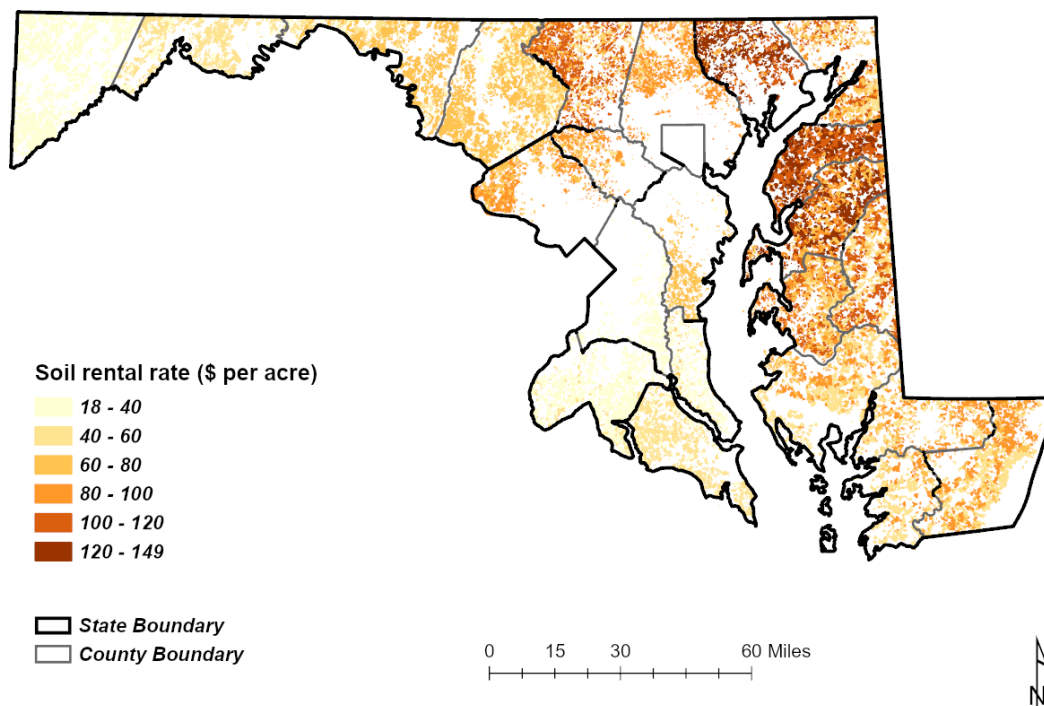 Soil rental rate ($ per acre)
18 - 40
40 - 60
60 - 80
80 - 100
100 - 120
120 - 149
State Boundary
County Boundary
0 15 30 60 Miles
N